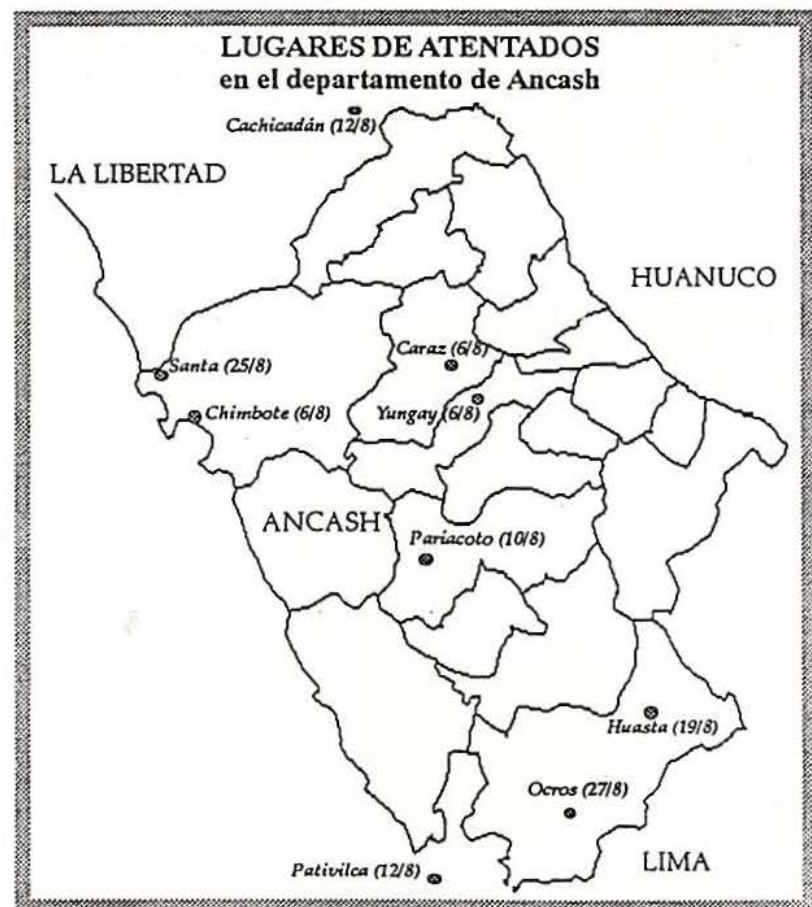 LUGARES DE ATENTADOS
en el departamento de Ancash
Cachicadán (12/8)
LA LIBERTAD
HUANUCO
Santa (25/8)
Caraz (6/8)
Chimbote (6/8)
Yungay (6/8)
ANCASH
Pariacoto (10/8)
Huasta (19/8)
Ocros (27/8)
LIMA
Pativilca (12/8)